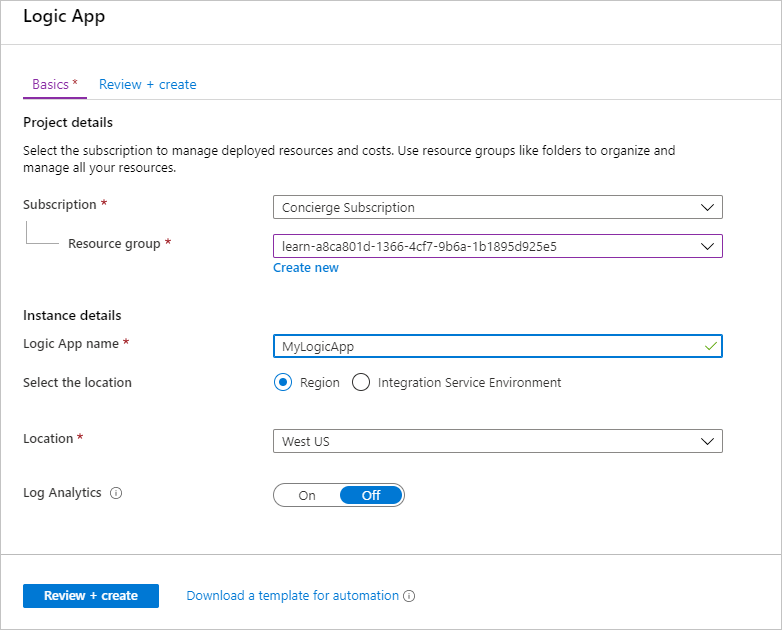 Logic App
Basics *
Review + create
Project details
Select the subscription to manage deployed resources and costs. Use resource groups like folders to organize and
manage all your resources.
Subscription *
Concierge Subscription
Resource group *
learn-a8ca801d-1366-4cf7-9b6a-1b1895d925e5
Create new
Instance details
Logic App name *
MyLogicApp
Select the location
Region
Integration Service Environment
Location *
West US
Log Analytics
On
Off
Review + create
Download a template for automation